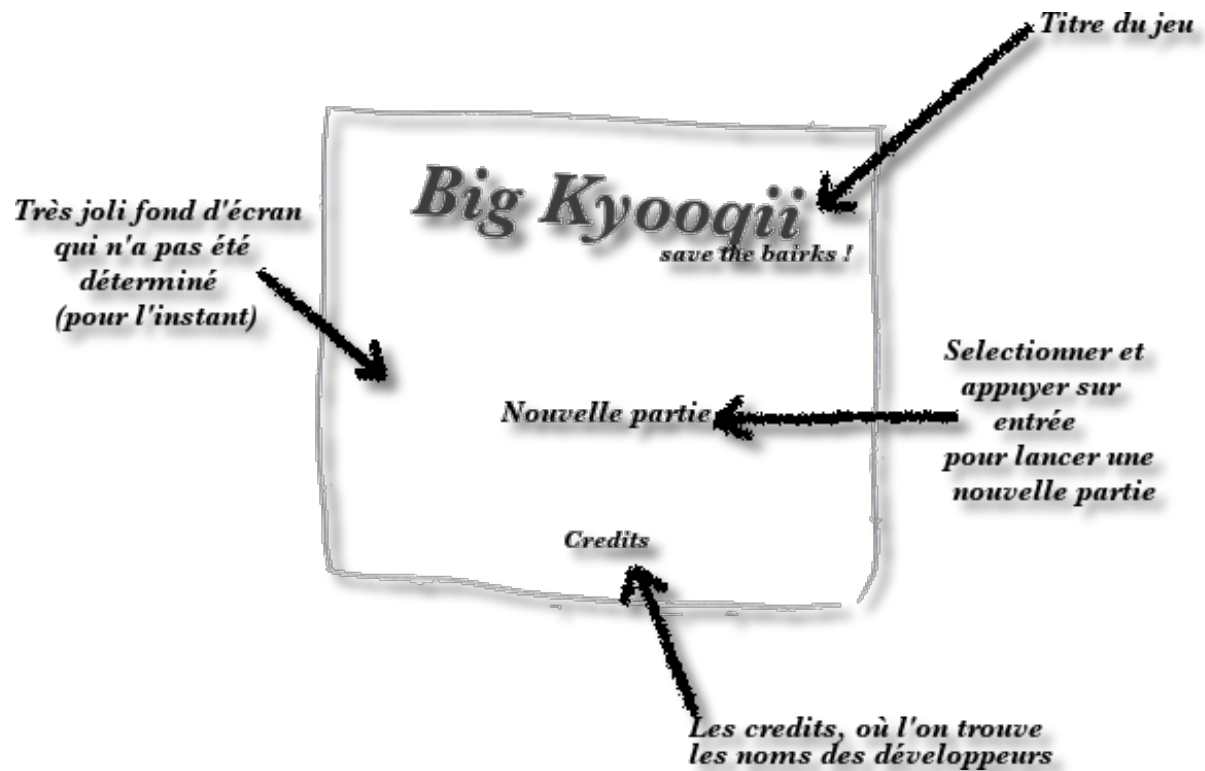 Titre du jeu
Big Kyooqii
save the bairks !
Très joli fond d'écran
qui n'a pas été
déterminé
(pour l'instant)
Selectionner et
appuyer sur
entrée
pour lancer une
nouvelle partie
Nouvelle partie
Credits
Les credits, où l'on trouve
les noms des développeurs